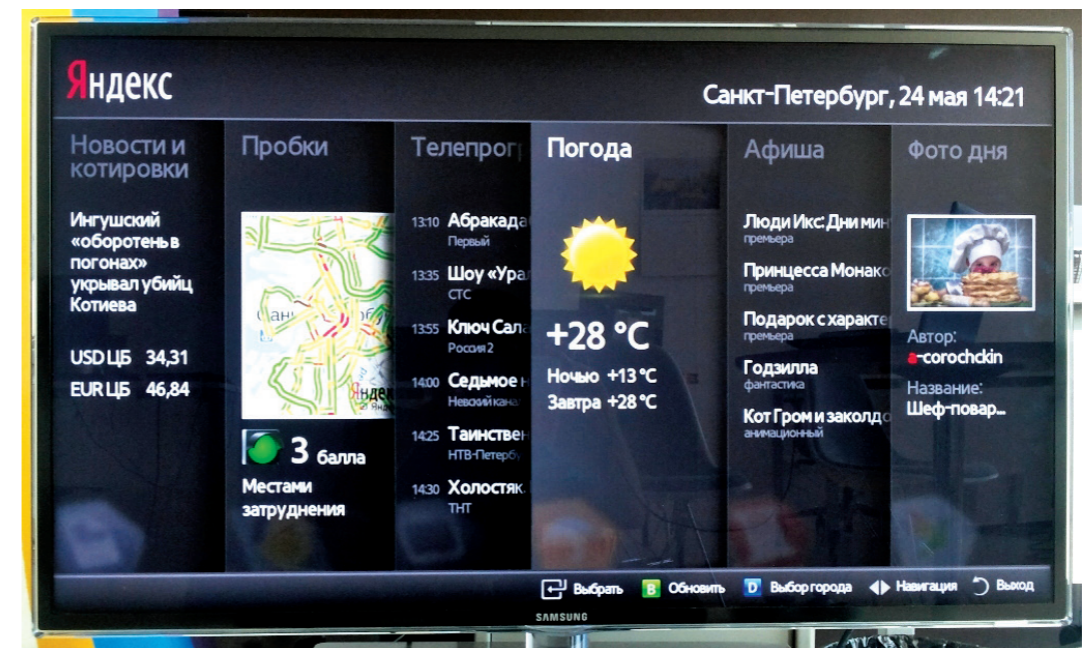 Яндекс
Санкт-Петербург, 24 мая 14:21
Новости и
котировки
Ингушский
«оборотень в
погонах»
укрывал убийц
Котиева
USD ЦБ 34,31
EUR ЦБ 46,84
Пробки
3 балла
Местами
затруднения
Телепрог
13:10 Абракада
Первый
13:35 Шоу «Ура
СТС
13:55 Ключ Сала
Россия 2
14:00 Седьмое н
Невский кана
14:25 Таинствен
НТВ-Петербу
14:30 Холостяк.
ТНТ
Погода
+28 °C
Ночью +13 °C
Завтра +28 °C
Афиша
Люди Икс: Дни мин
премьера
Принцесса Монако
премьера
Подарок с характе
премьера
Годзилла
фантастика
Кот Гром и заколдо
анимационный
Фото дня
Автор:
a-corochckin
Название:
Шеф-повар...
Выбрать B Обновить D Выбор города Навигация Выход
SAMSUNG